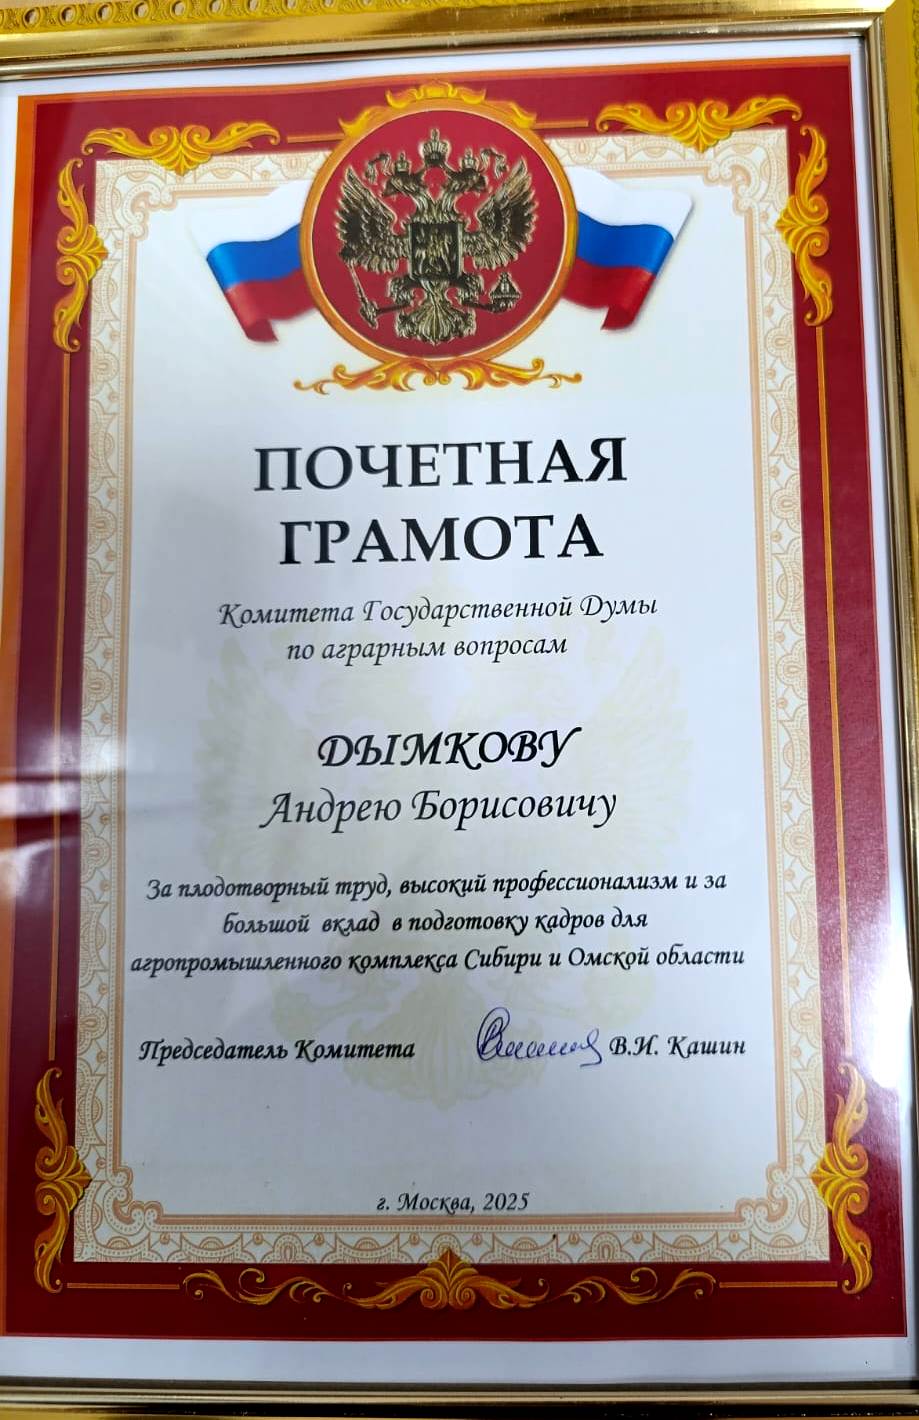 ПОЧЕТНАЯ
ГРАМОТА
Комитета Государственной Думы
по аграрным вопросам
ДЫМКОВУ
Андрею Борисовичу
За плодотворный труд, высокий профессионализм и за
большой вклад в подготовку кадров для
агропромышленного комплекса Сибири и Омской области
Председатель Комитета В.И. Кашин
г. Москва, 2025